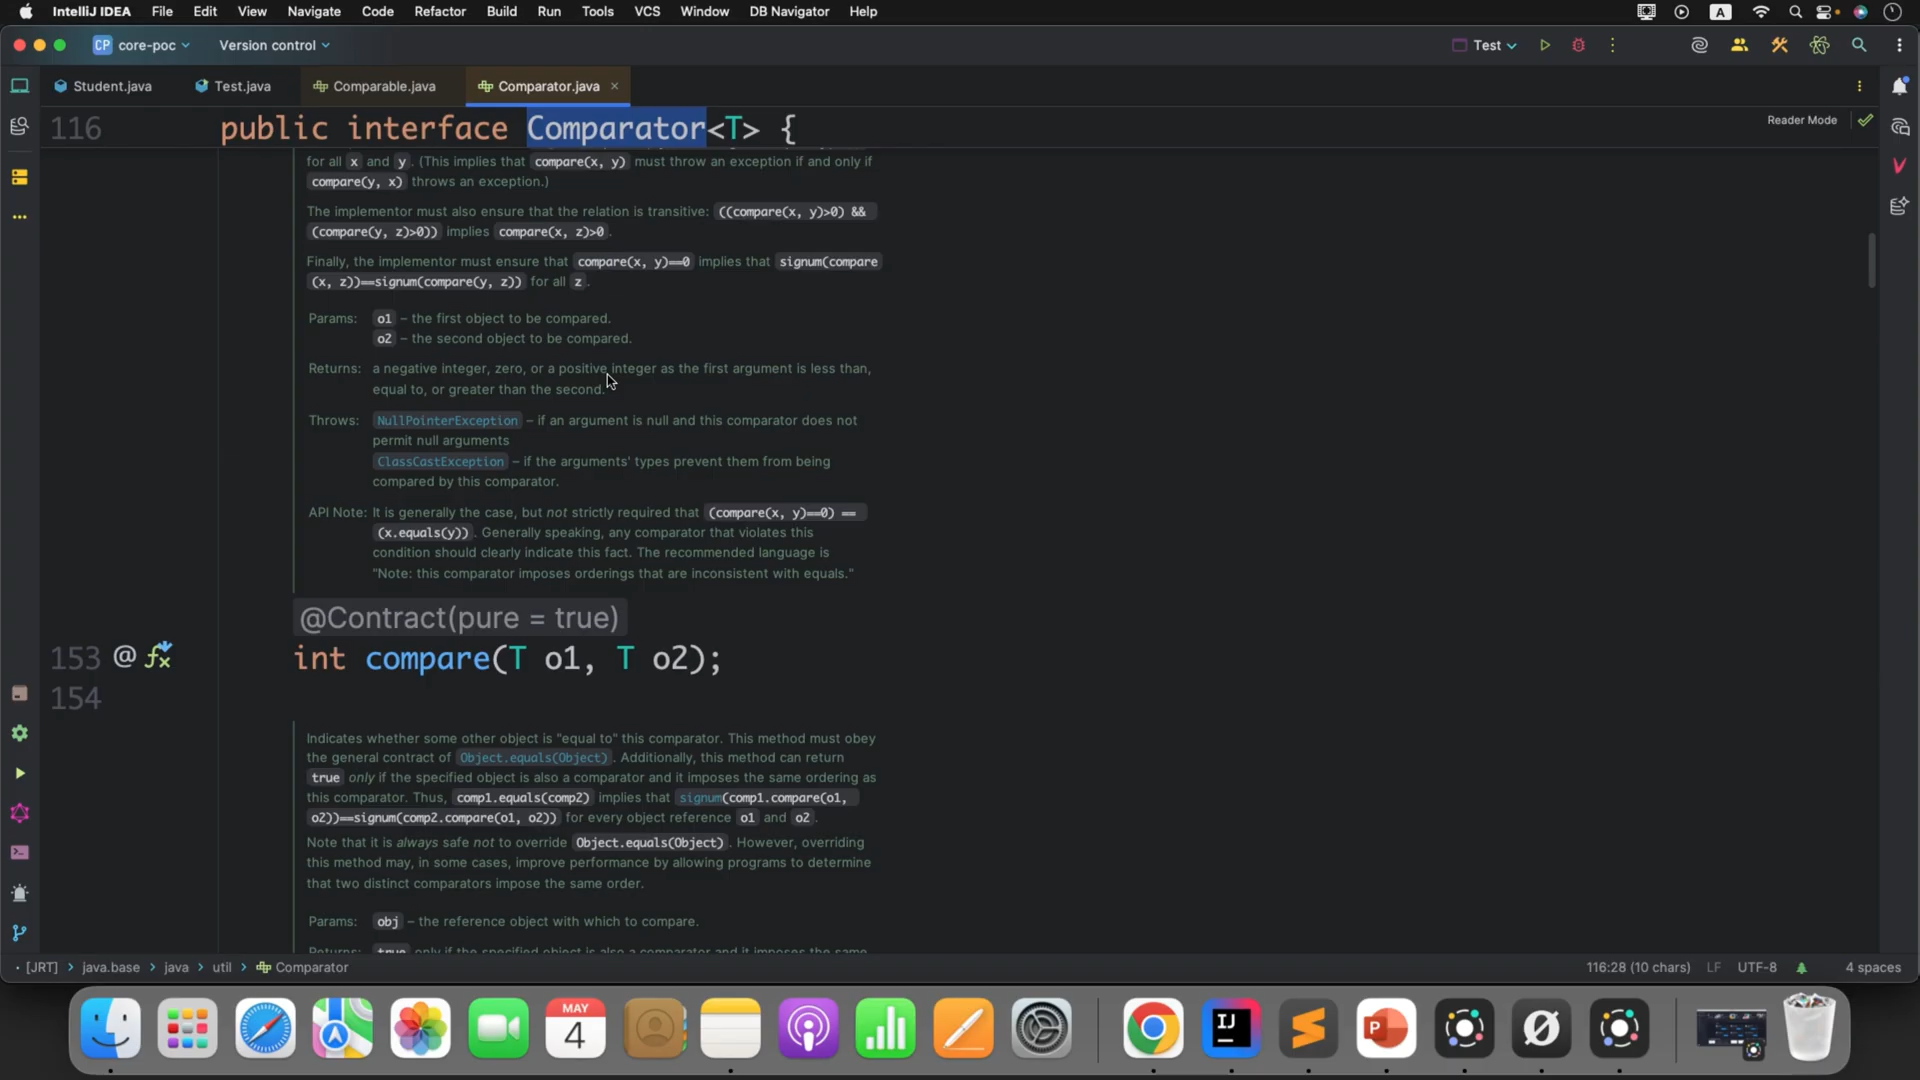 IntelliJ IDEA File Edit View Navigate Code Refactor Build Run Tools VCS Window DB Navigator Help
A
CP core-poc Version control Test
Student.java Test.java Comparable.java Comparator.java ×
116 public interface Comparator<T> {
Reader Mode
for all x and y. (This implies that compare(x, y) must throw an exception if and only if
compare(y, x) throws an exception.)
The implementor must also ensure that the relation is transitive: ((compare(x, y)>0) &&
(compare(y, z)>0)) implies compare(x, z)>0.
Finally, the implementor must ensure that compare(x, y)==0 implies that signum(compare
(x, z))==signum(compare(y, z)) for all z.
Params: o1 – the first object to be compared.
o2 – the second object to be compared.
Returns: a negative integer, zero, or a positive integer as the first argument is less than,
equal to, or greater than the second.
Throws: NullPointerException – if an argument is null and this comparator does not
permit null arguments
ClassCastException – if the arguments' types prevent them from being
compared by this comparator.
API Note: It is generally the case, but not strictly required that (compare(x, y)==0) ==
(x.equals(y)). Generally speaking, any comparator that violates this
condition should clearly indicate this fact. The recommended language is
"Note: this comparator imposes orderings that are inconsistent with equals."
@Contract(pure = true)
153 @ fx int compare(T o1, T o2);
154
Indicates whether some other object is "equal to" this comparator. This method must obey
the general contract of Object.equals(Object). Additionally, this method can return
true only if the specified object is also a comparator and it imposes the same ordering as
this comparator. Thus, comp1.equals(comp2) implies that signum(comp1.compare(o1,
o2))==signum(comp2.compare(o1, o2)) for every object reference o1 and o2.
Note that it is always safe not to override Object.equals(Object). However, overriding
this method may, in some cases, improve performance by allowing programs to determine
that two distinct comparators impose the same order.
Params: obj – the reference object with which to compare.
Returns: true only if the specified object is also a comparator and it imposes the same
[JRT] > java.base > java > util > Comparator
116:28 (10 chars) LF UTF-8 4 spaces
MAY
4
IJ
P